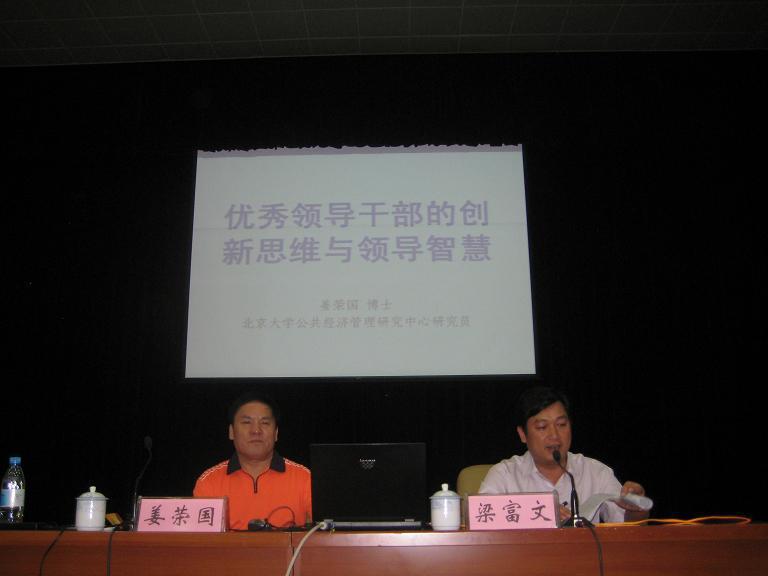 优秀领导干部的创
新思维与领导智慧
姜荣国 博士
北京大学公共经济管理研究中心研究员
姜荣国
梁富文